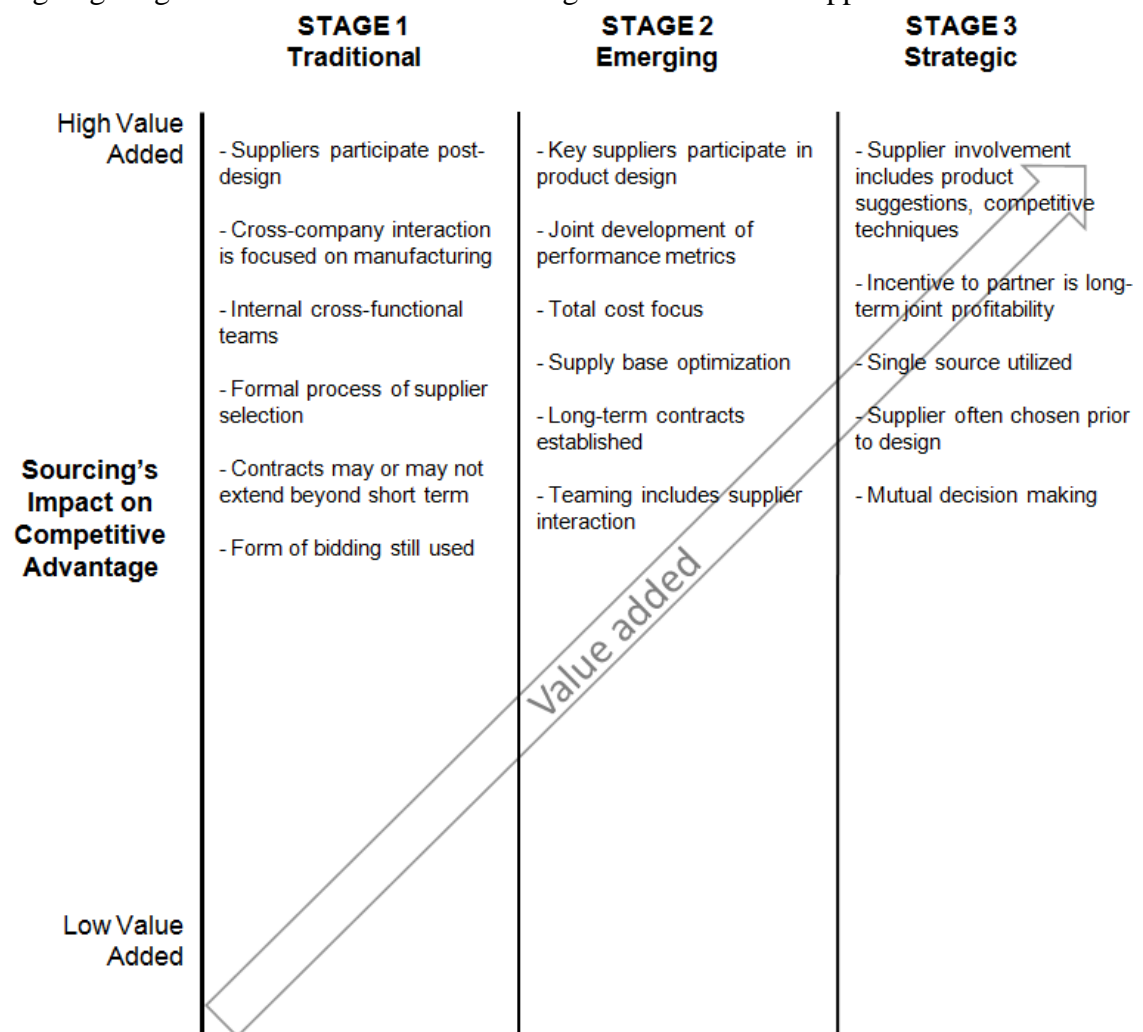 STAGE 1
Traditional
STAGE 2
Emerging
STAGE 3
Strategic
High Value
Added
- Suppliers participate post-
design
- Cross-company interaction
is focused on manufacturing
- Internal cross-functional
teams
- Formal process of supplier
selection
- Contracts may or may not
extend beyond short term
- Form of bidding still used
- Key suppliers participate in
product design
- Joint development of
performance metrics
- Total cost focus
- Supply base optimization
- Long-term contracts
established
- Teaming includes supplier
interaction
- Supplier involvement
includes product
suggestions, competitive
techniques
- Incentive to partner is long-
term joint profitability
- Single source utilized
- Supplier often chosen prior
to design
- Mutual decision making
Sourcing's
Impact on
Competitive
Advantage
Value added
Low Value
Added